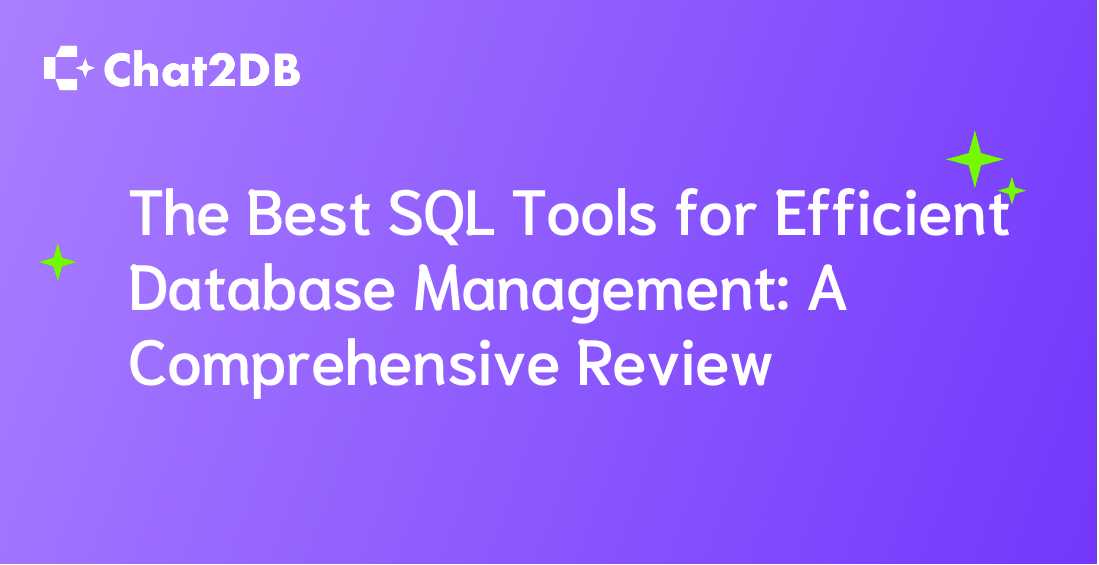 Chat2DB
The Best SQL Tools for Efficient
Database Management: A
Comprehensive Review